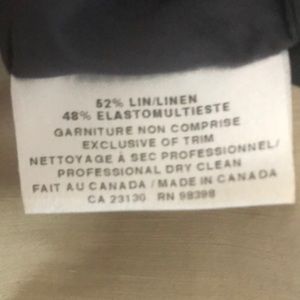 52% LIN/LINEN
48% ELASTOMULTIESTE
GARNITURE NON COMPRISE
EXCLUSIVE OF TRIM
NETTOYAGE À SEC PROFESSIONNEL/
PROFESSIONAL DRY CLEAN
FAIT AU CANADA / MADE IN CANADA
CA 23130 RN 98398